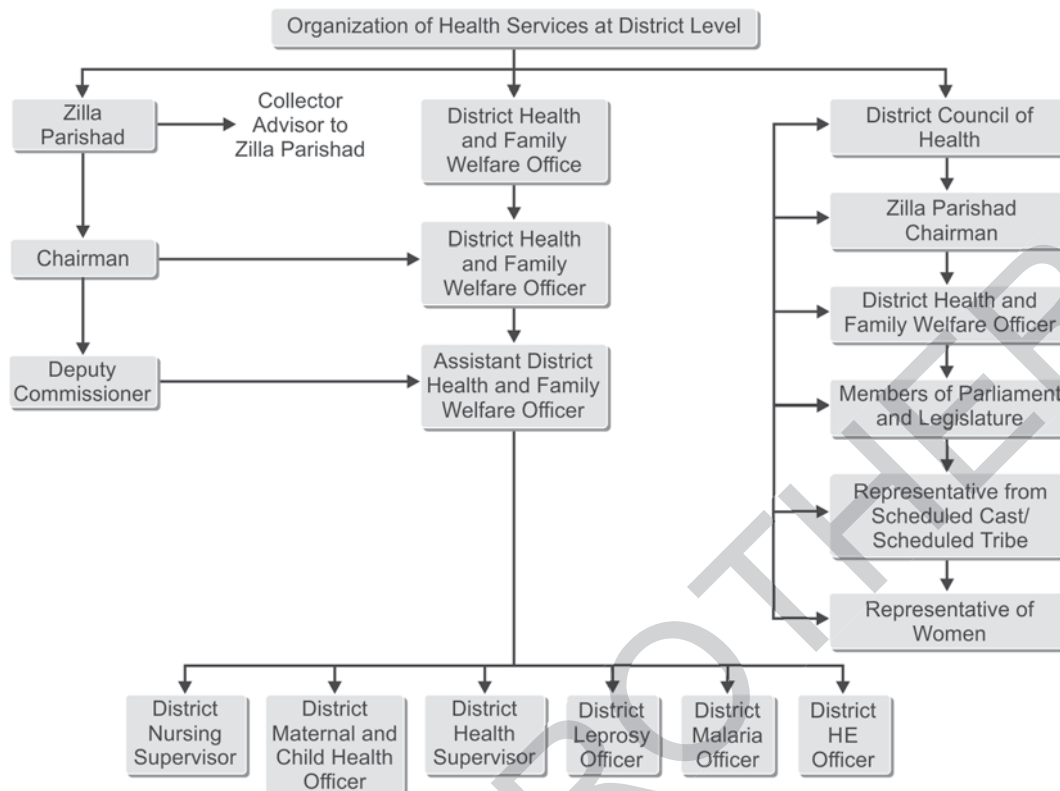 Organization of Health Services at District Level
Zilla
Parishad
Collector
Advisor to
Zilla Parishad
Chairman
Deputy
Commissioner
District Health
and Family
Welfare Office
District Health
and Family
Welfare Officer
Assistant District
Health and Family
Welfare Officer
District Council of
Health
Zilla Parishad
Chairman
District Health and
Family Welfare Officer
Members of Parliament
and Legislature
Representative from
Scheduled Cast/
Scheduled Tribe
Representative of
Women
District
Nursing
Supervisor
District
Maternal and
Child Health
Officer
District
Health
Supervisor
District
Leprosy
Officer
District
Malaria
Officer
District
HE
Officer